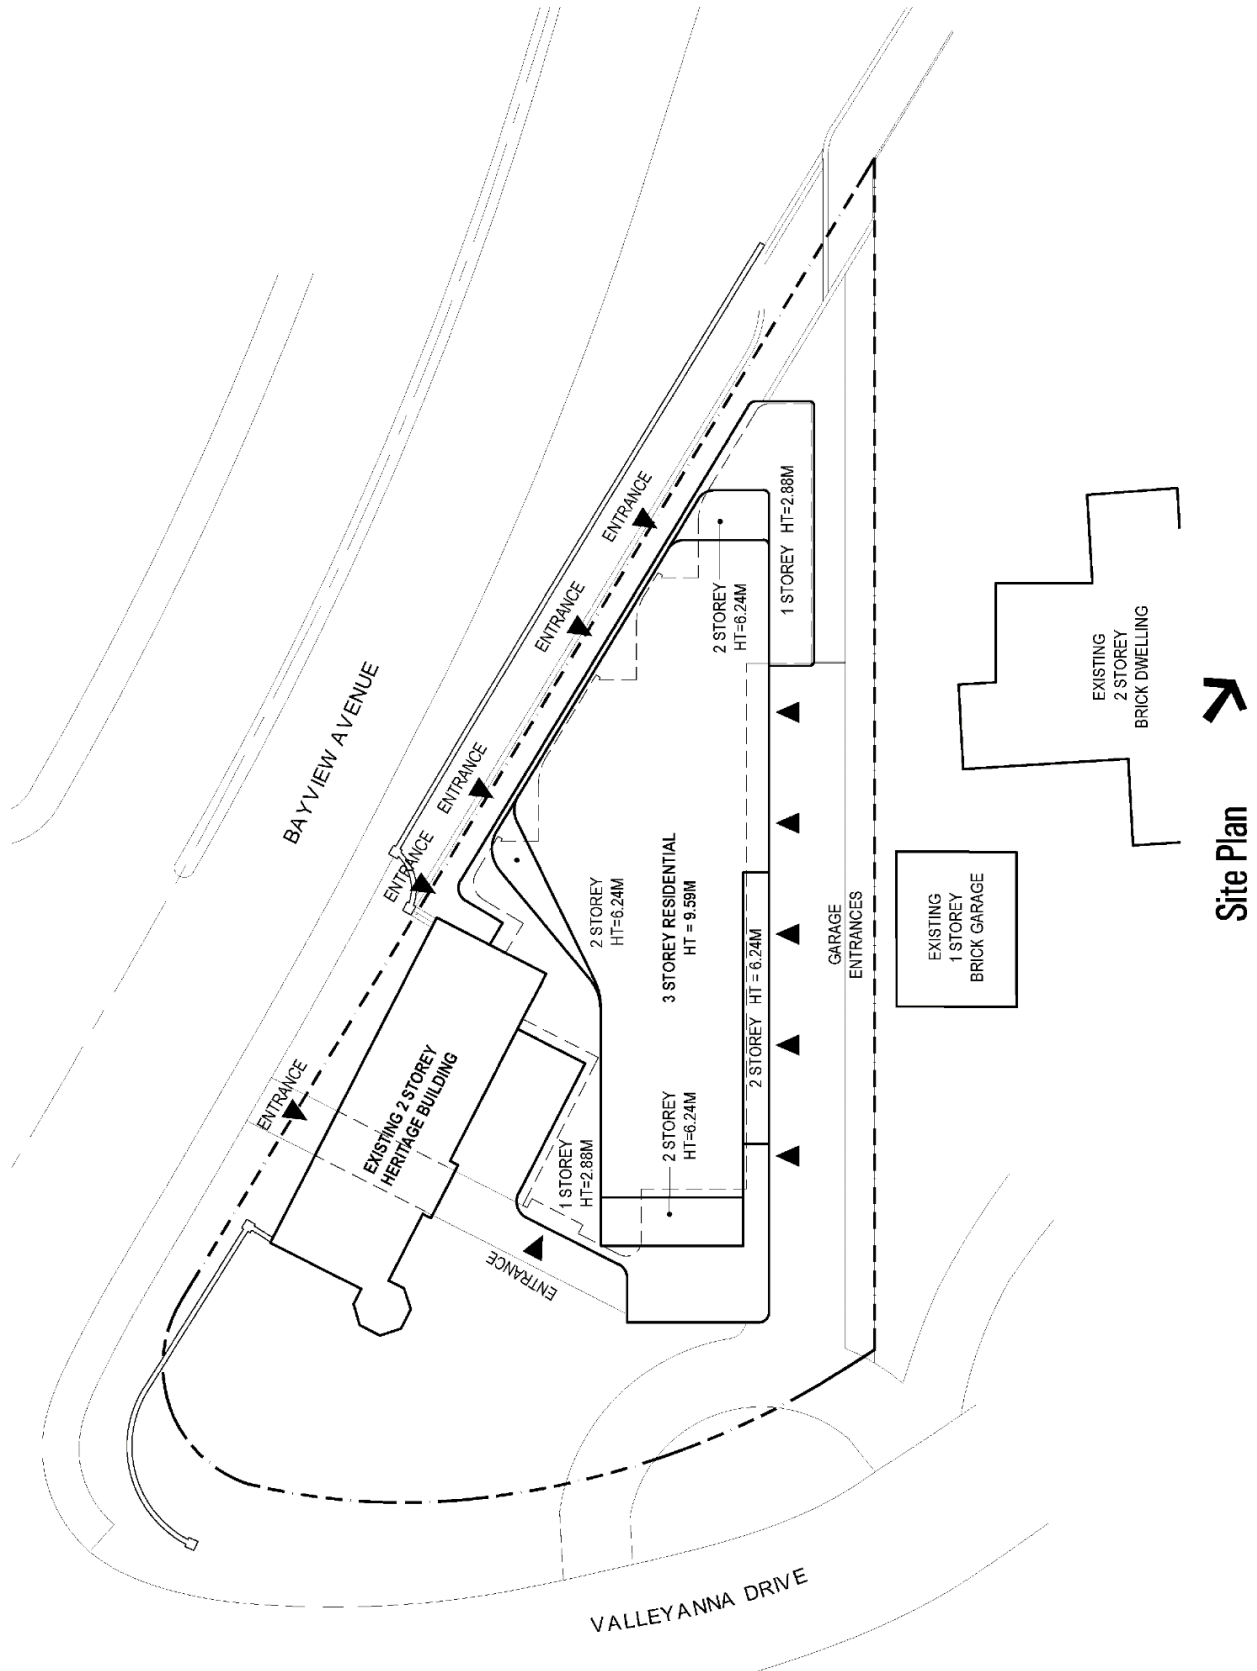 BAYVIEW AVENUE
ENTRANCE
ENTRANCE
ENTRANCE
ENTRANCE
ENTRANCE
ENTRANCE
EXISTING 2 STOREY
HERITAGE BUILDING
1 STOREY
HT=2.88M
2 STOREY
HT=6.24M
2 STOREY
HT=6.24M
2 STOREY
HT=6.24M
3 STOREY RESIDENTIAL
HT = 9.59M
2 STOREY HT = 6.24M
1 STOREY HT=2.88M
GARAGE
ENTRANCES
EXISTING
1 STOREY
BRICK GARAGE
EXISTING
2 STOREY
BRICK DWELLING
VALLEYANNA DRIVE
Site Plan